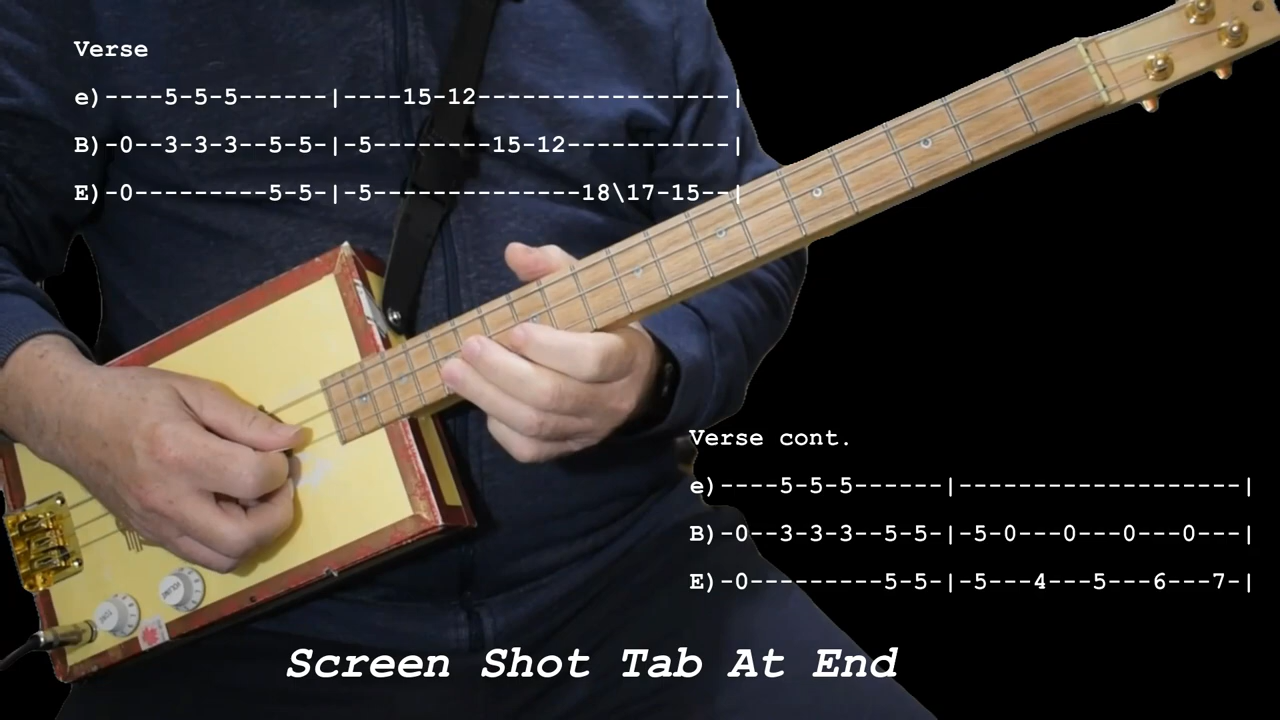 Verse
e)----5-5-5------|----15-12-----------------|
B)-0--3-3-3--5-5-|-5--------15-12-----------|
E)-0---------5-5-|-5--------------18\17-15--|
Verse cont.
e)----5-5-5------|-------------------|
B)-0--3-3-3--5-5-|-5-0---0---0---0---|
E)-0---------5-5-|-5---4---5---6---7-|
VOLUME
TONE
Screen Shot Tab At End